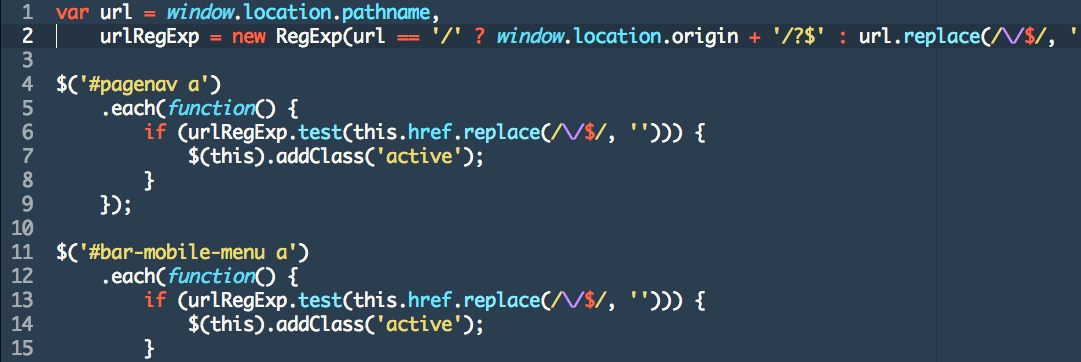 1 var url = window.location.pathname,
2     urlRegExp = new RegExp(url == '/' ? window.location.origin + '/?$' : url.replace(/\/$/, '
3
4 $('#pagenav a')
5     .each(function() {
6         if (urlRegExp.test(this.href.replace(/\/$/, ''))) {
7             $(this).addClass('active');
8         }
9     });
10
11 $('#bar-mobile-menu a')
12     .each(function() {
13         if (urlRegExp.test(this.href.replace(/\/$/, ''))) {
14             $(this).addClass('active');
15         }